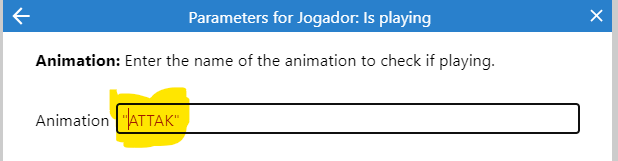 Parameters for Jogador: Is playing
Animation: Enter the name of the animation to check if playing.
Animation "ATTAK"